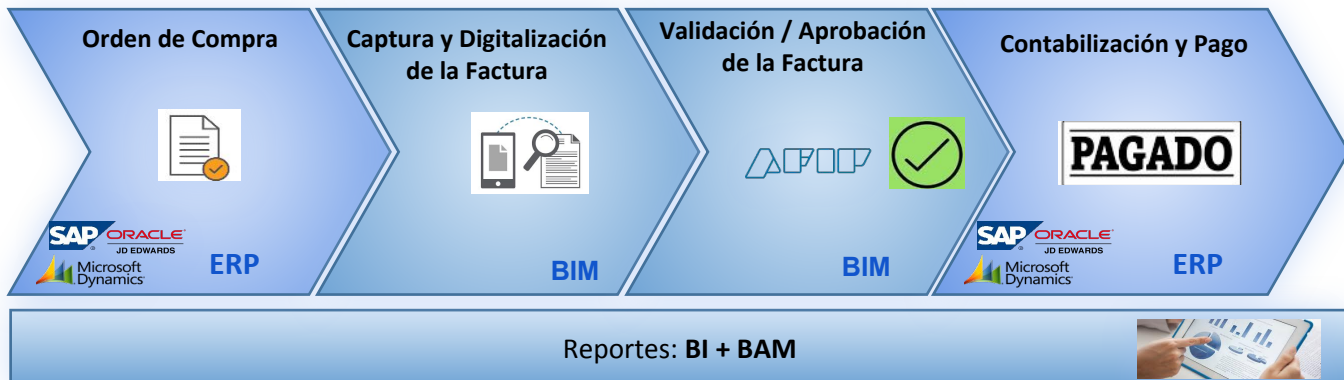 Orden de Compra
SAP
ORACLE
JD EDWARDS
Microsoft
Dynamics
ERP
Captura y Digitalización
de la Factura
BIM
Validación / Aprobación
de la Factura
AFIP
BIM
Contabilización y Pago
PAGADO
SAP
ORACLE
JD EDWARDS
Microsoft
Dynamics
ERP
Reportes: BI + BAM